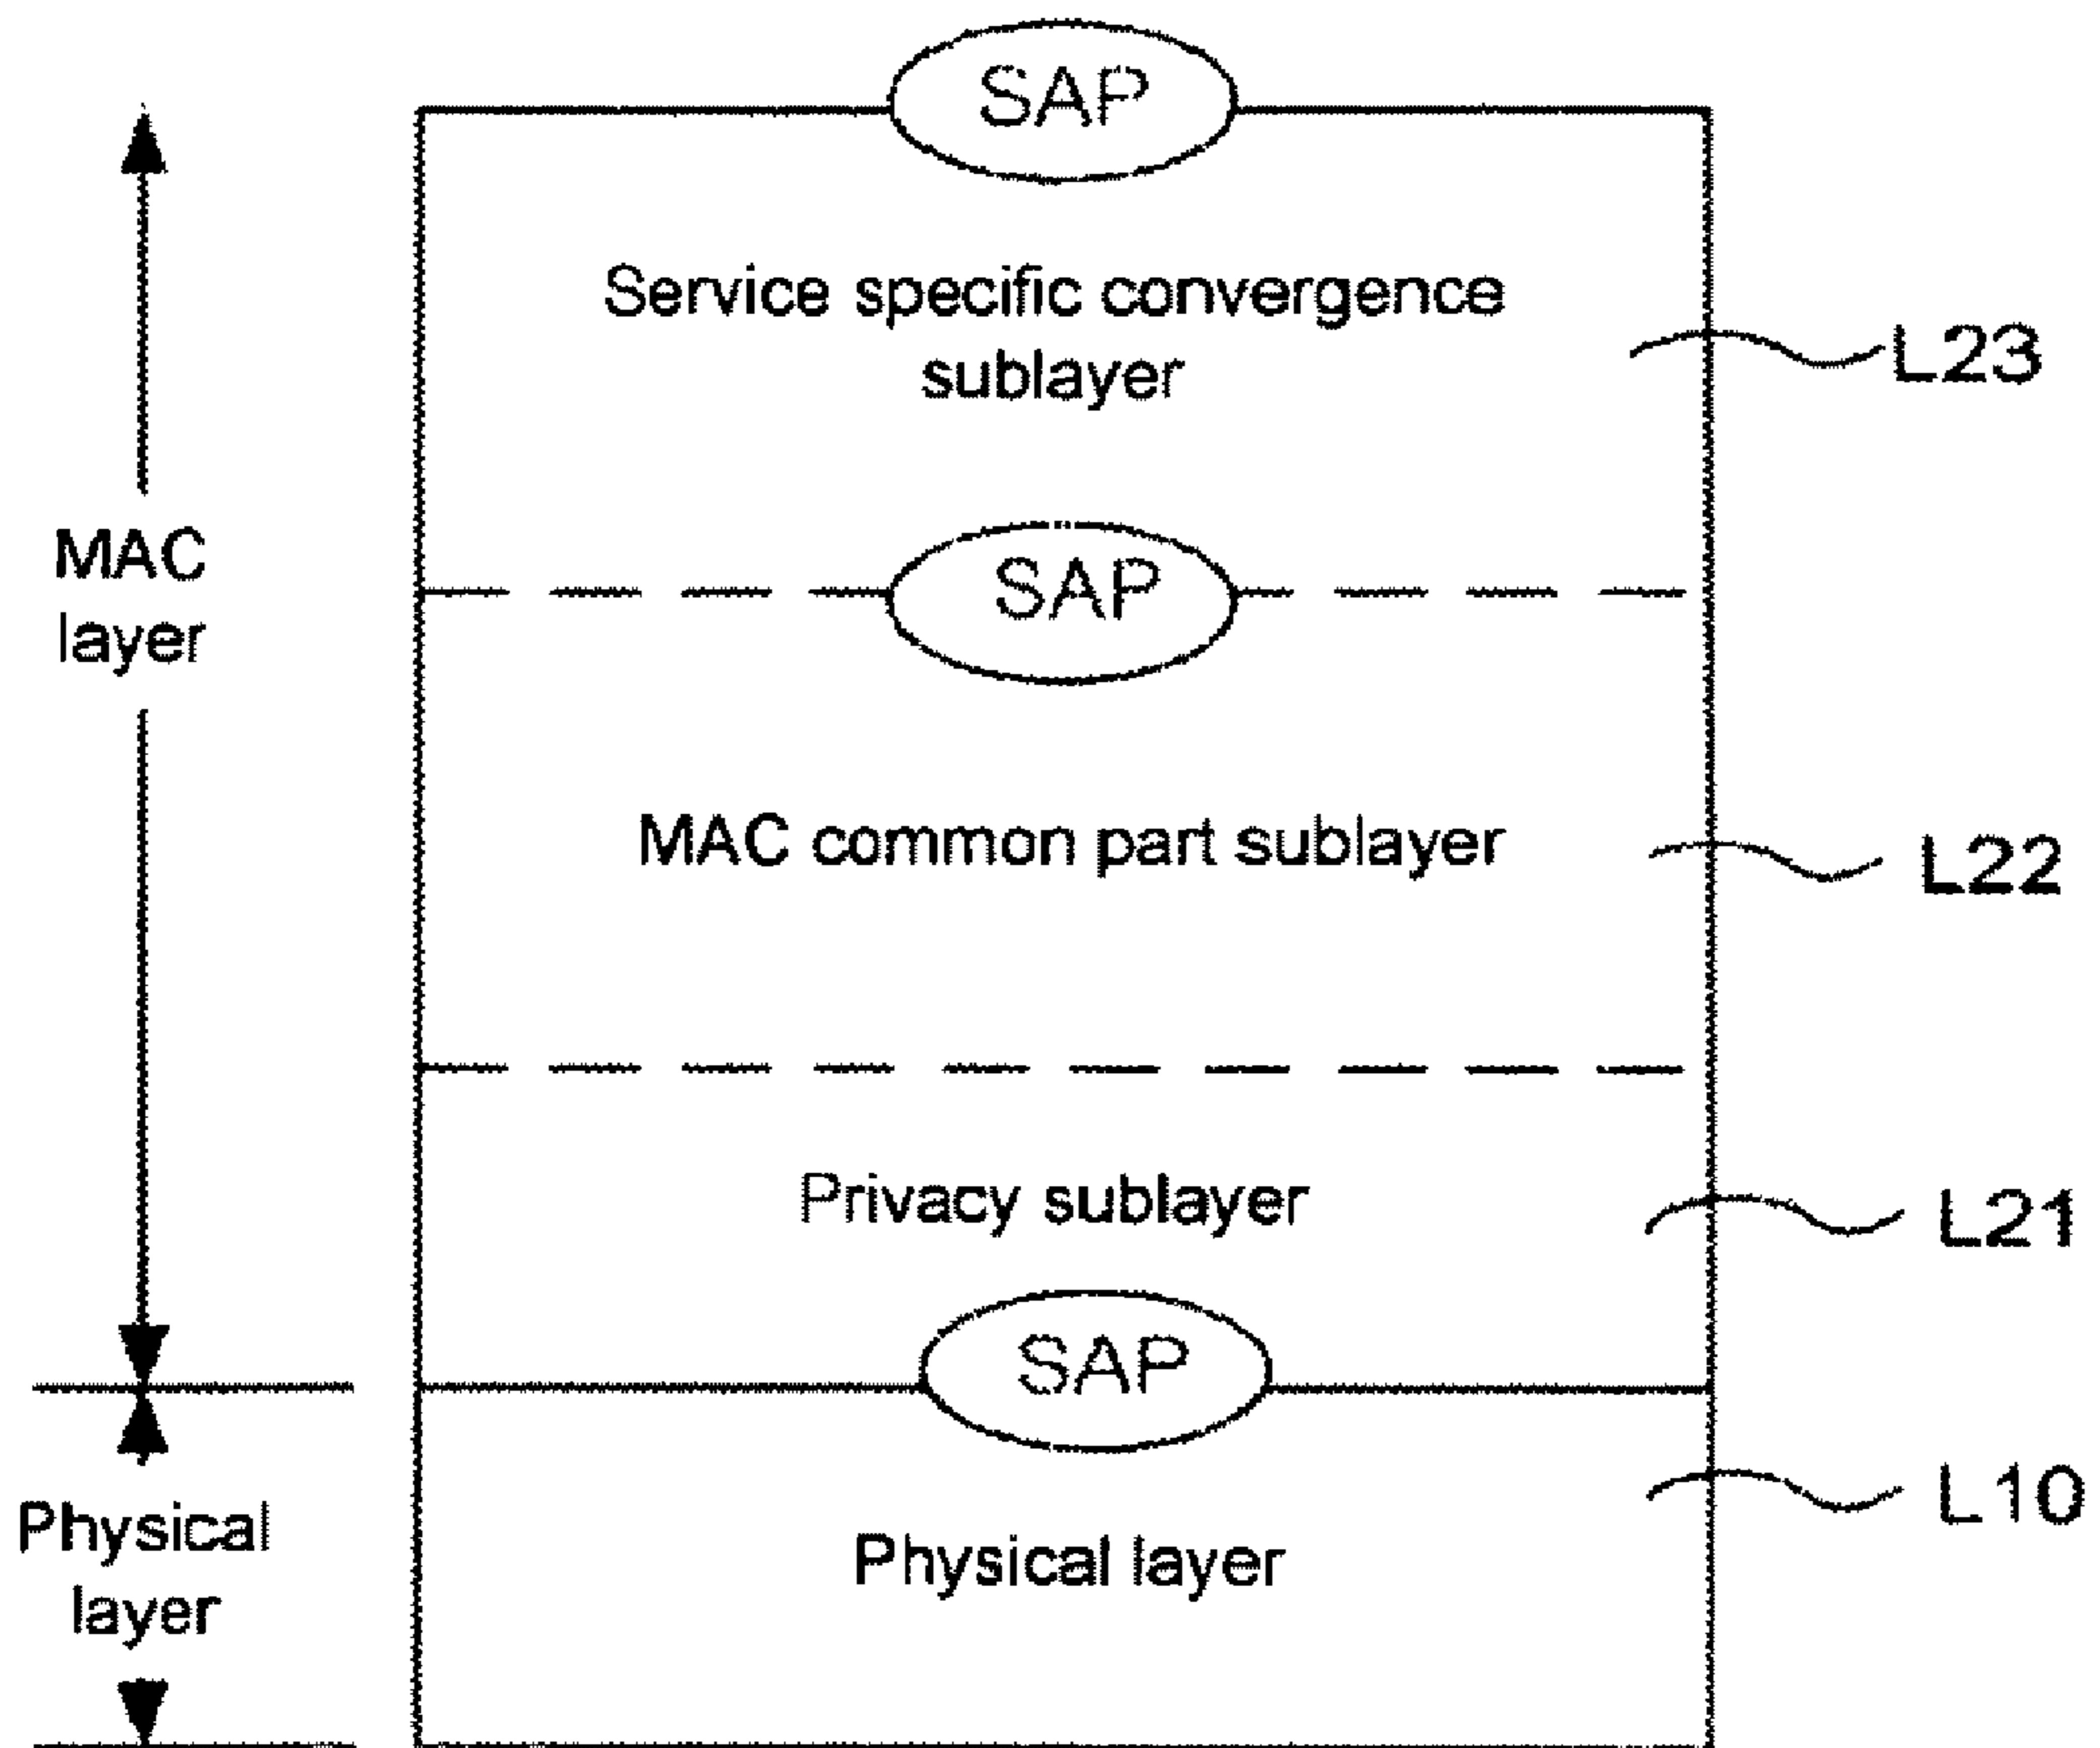 SAP
Service specific convergence
sublayer
L23
MAC
layer
SAP
MAC common part sublayer
L22
Privacy sublayer
L21
SAP
L10
Physical
layer
Physical layer